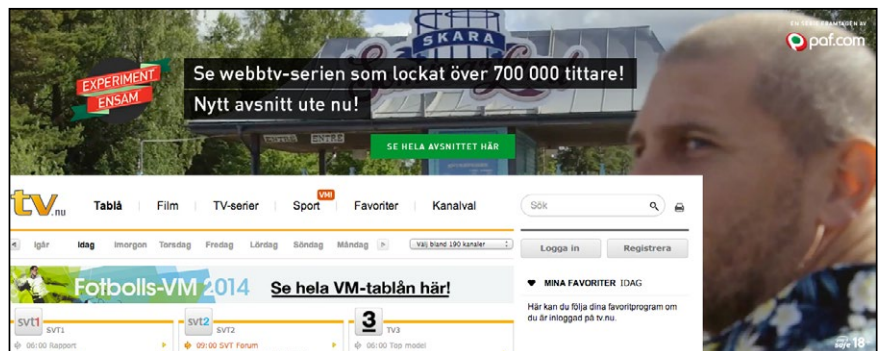 EN SERIE FRAMTAGEN AV
paf.com
SKARA
EXPERIMENT
ENSAM
Se webbtv-serien som lockat över 700 000 tittare!
Nytt avsnitt ute nu!
ENTRÉ ENTRÉ
SE HELA AVSNITTET HÄR
tv.nu
Tablå Film TV-serier Sport VM! Favoriter Kanalval
Sök
Igår Idag Imorgon Torsdag Fredag Lördag Söndag Måndag
Välj bland 190 kanaler
Logga in Registrera
Fotbolls-VM 2014 Se hela VM-tablån här!
MINA FAVORITER IDAG
Här kan du följa dina favoritprogram om
du är inloggad på tv.nu.
svt1 SVT1 svt2 SVT2 3 TV3
06:00 Rapport 09:00 SVT Forum 06:00 Top model
18+